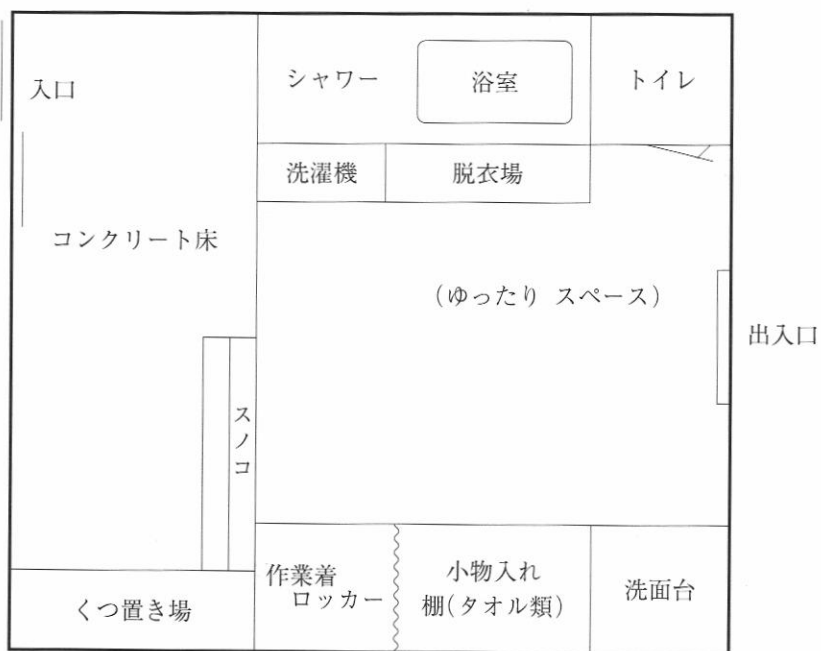 入口
シャワー
浴室
トイレ
洗濯機
脱衣場
コンクリート床
(ゆったり スペース)
出入口
スノコ
作業着
ロッカー
小物入れ
棚(タオル類)
洗面台
くつ置き場